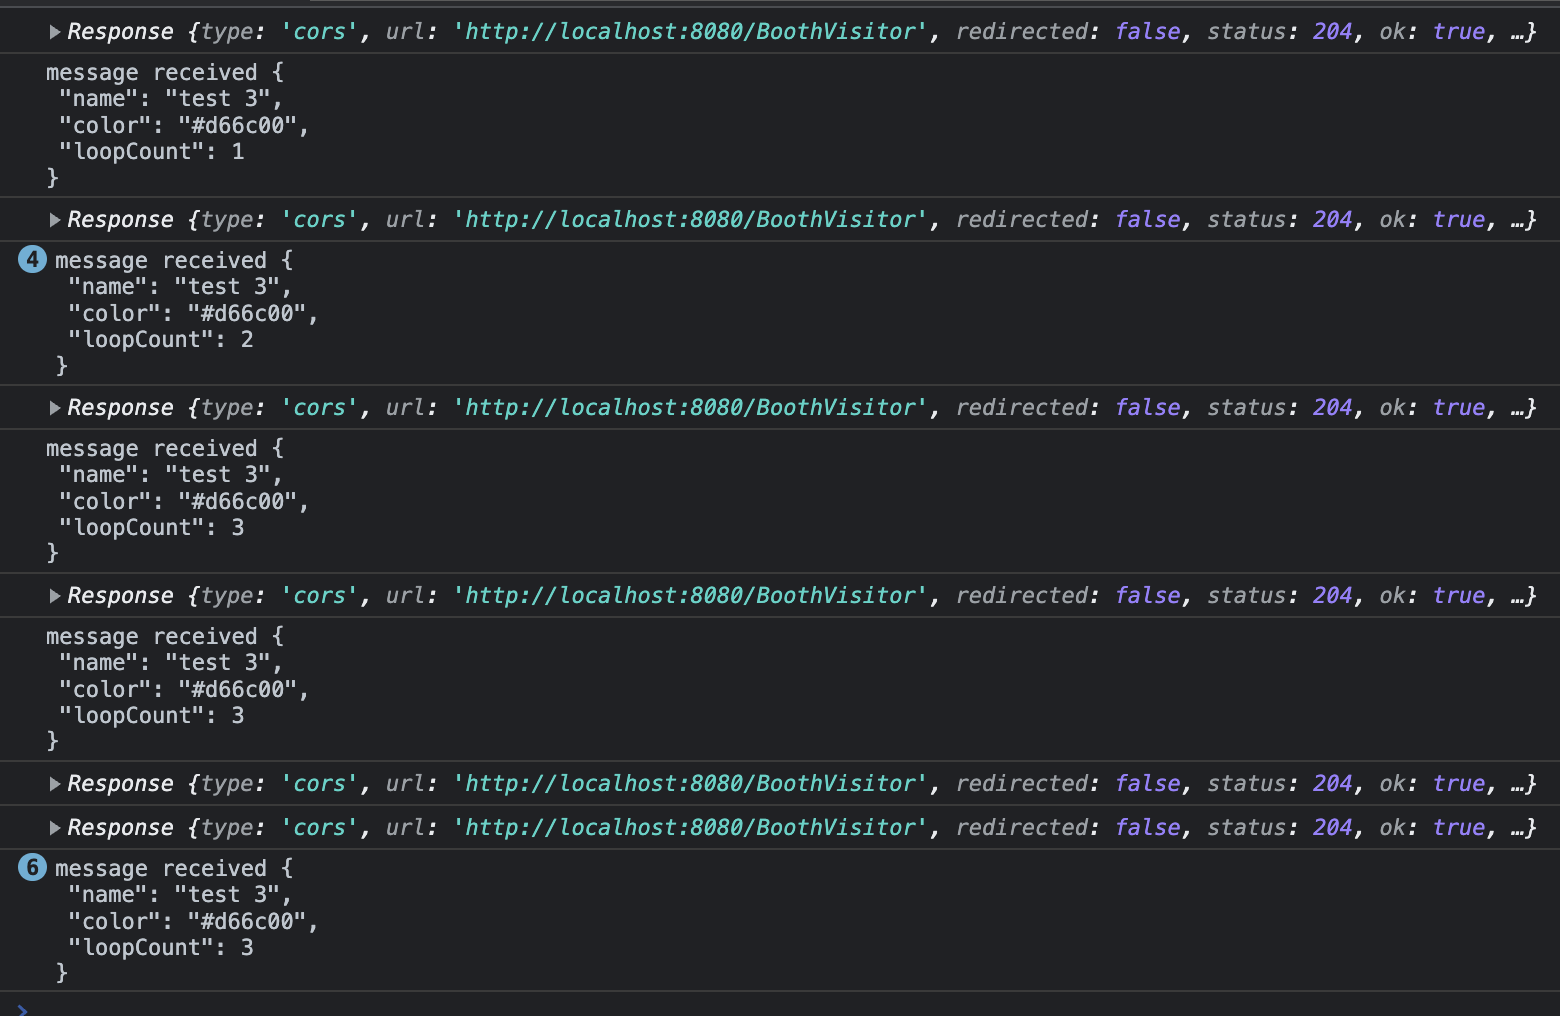 Response {type: 'cors', url: 'http://localhost:8080/BoothVisitor', redirected: false, status: 204, ok: true, …}
message received {
"name": "test 3",
"color": "#d66c00",
"loopCount": 1
}
Response {type: 'cors', url: 'http://localhost:8080/BoothVisitor', redirected: false, status: 204, ok: true, …}
4 message received {
"name": "test 3",
"color": "#d66c00",
"loopCount": 2
}
Response {type: 'cors', url: 'http://localhost:8080/BoothVisitor', redirected: false, status: 204, ok: true, …}
message received {
"name": "test 3",
"color": "#d66c00",
"loopCount": 3
}
Response {type: 'cors', url: 'http://localhost:8080/BoothVisitor', redirected: false, status: 204, ok: true, …}
message received {
"name": "test 3",
"color": "#d66c00",
"loopCount": 3
}
Response {type: 'cors', url: 'http://localhost:8080/BoothVisitor', redirected: false, status: 204, ok: true, …}
Response {type: 'cors', url: 'http://localhost:8080/BoothVisitor', redirected: false, status: 204, ok: true, …}
6 message received {
"name": "test 3",
"color": "#d66c00",
"loopCount": 3
}